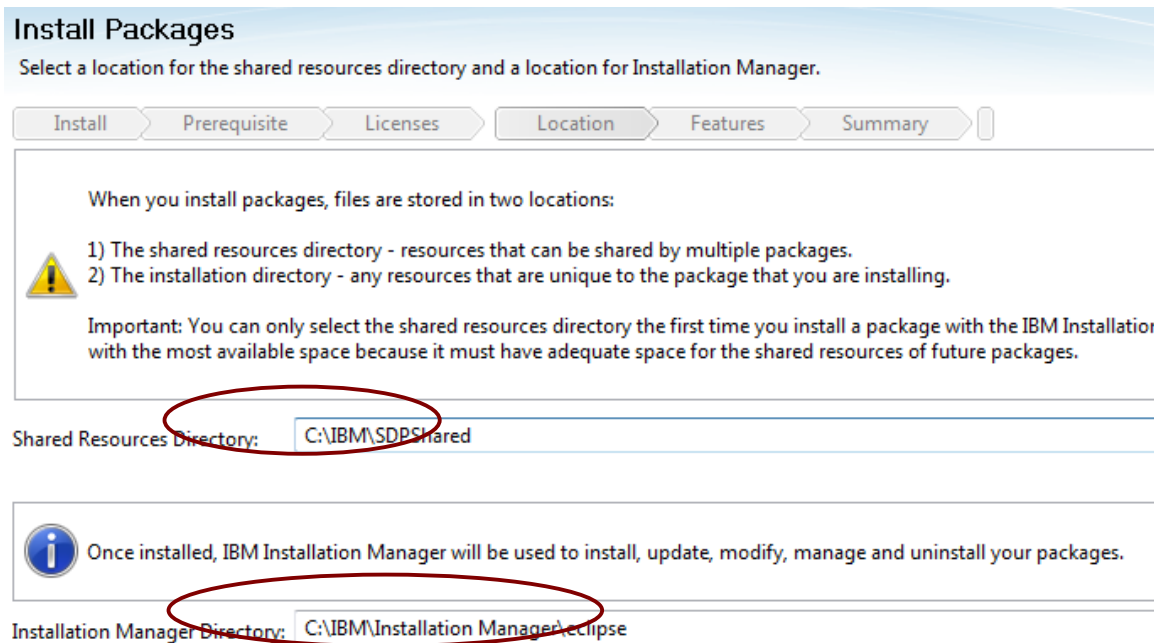 Install Packages
Select a location for the shared resources directory and a location for Installation Manager.
Install Prerequisite Licenses Location Features Summary
When you install packages, files are stored in two locations:
1) The shared resources directory - resources that can be shared by multiple packages.
2) The installation directory - any resources that are unique to the package that you are installing.
Important: You can only select the shared resources directory the first time you install a package with the IBM Installation
with the most available space because it must have adequate space for the shared resources of future packages.
Shared Resources Directory: C:\IBM\SDPShared
Once installed, IBM Installation Manager will be used to install, update, modify, manage and uninstall your packages.
Installation Manager Directory: C:\IBM\Installation Manager\eclipse